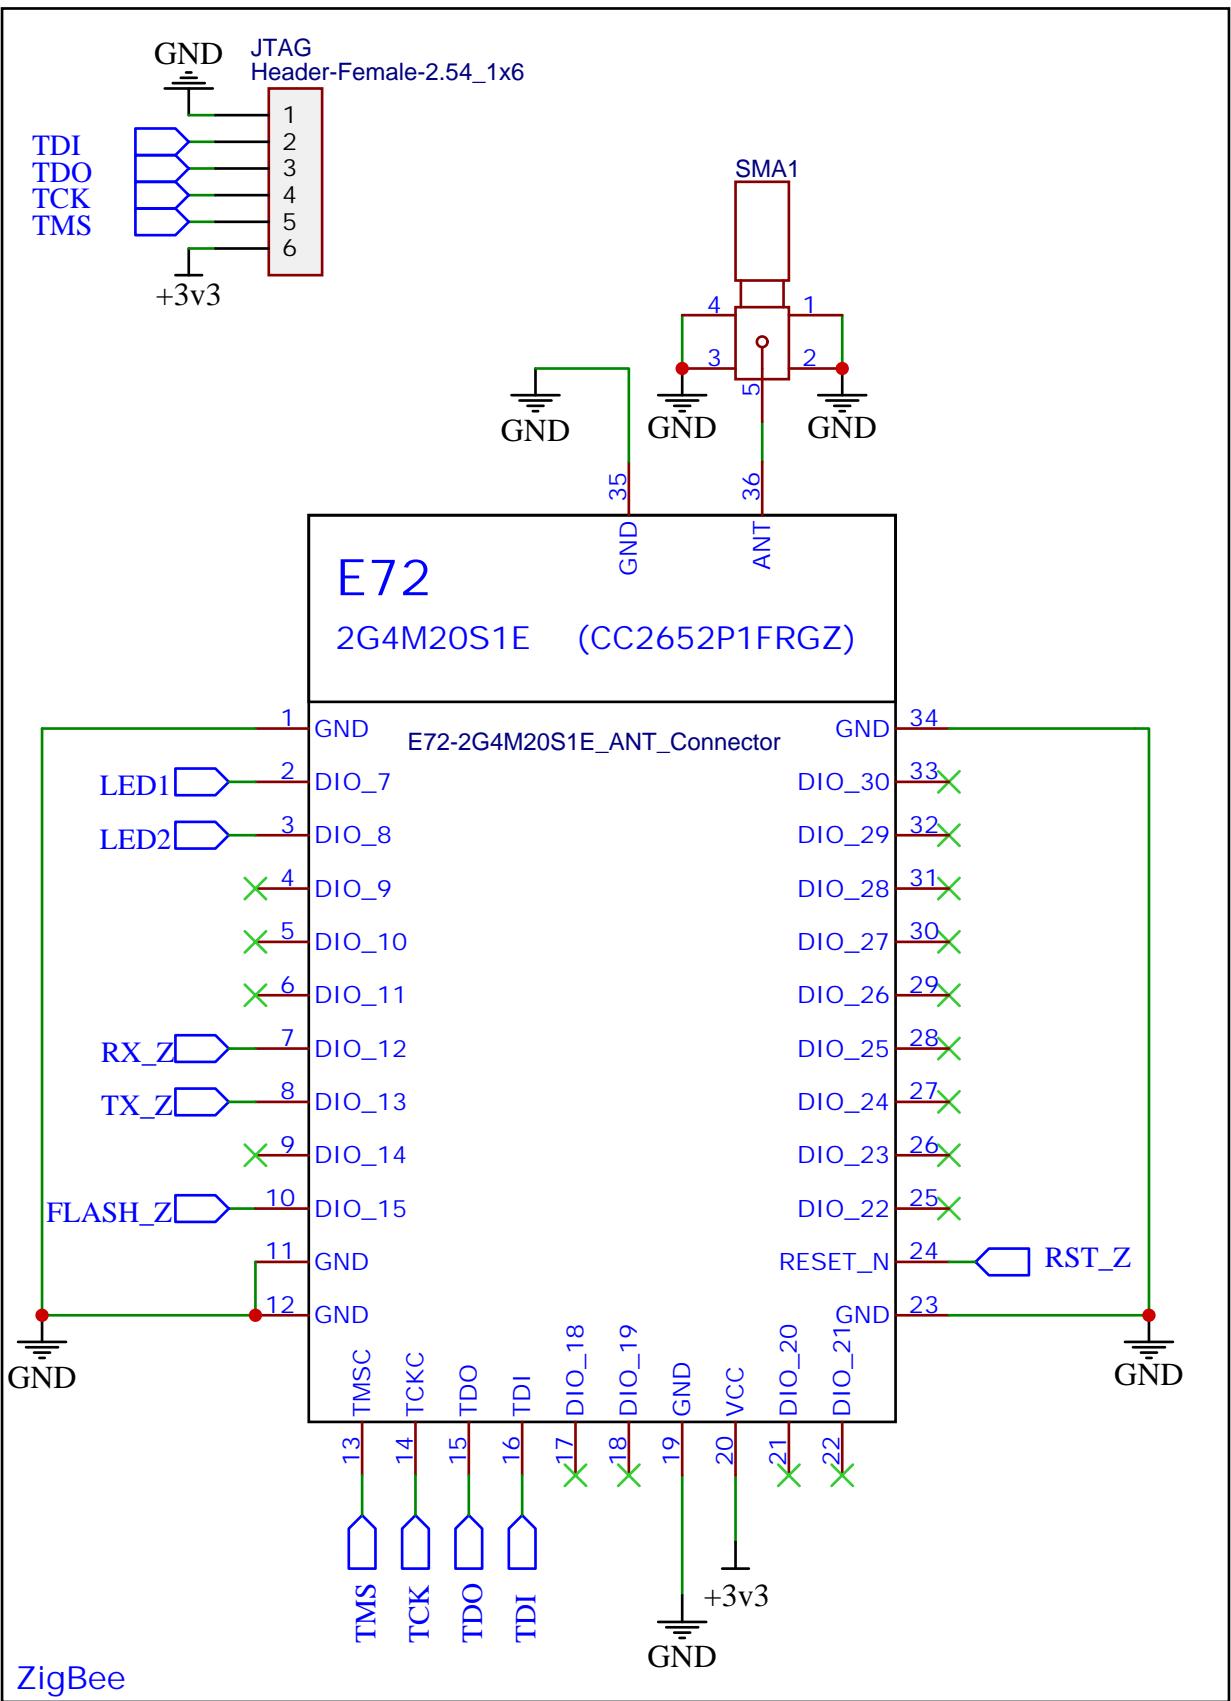 GND
JTAG
Header-Female-2.54_1x6
1
TDI 2
TDO 3
TCK 4
TMS 5
6
+3v3
SMA1
4 1
3 2
5
GND GND GND
35 36
GND ANT
E72
2G4M20S1E (CC2652P1FRGZ)
E72-2G4M20S1E_ANT_Connector
1 GND GND 34
LED1 2 DIO_7 DIO_30 33
LED2 3 DIO_8 DIO_29 32
4 DIO_9 DIO_28 31
5 DIO_10 DIO_27 30
6 DIO_11 DIO_26 29
RX_Z 7 DIO_12 DIO_25 28
TX_Z 8 DIO_13 DIO_24 27
9 DIO_14 DIO_23 26
FLASH_Z 10 DIO_15 DIO_22 25
11 GND RESET_N 24 RST_Z
12 GND GND 23
GND GND
TMSC TCKC TDO TDI DIO_18 DIO_19 GND VCC DIO_20 DIO_21
13 14 15 16 17 18 19 20 21 22
TMS TCK TDO TDI
+3v3
GND
ZigBee